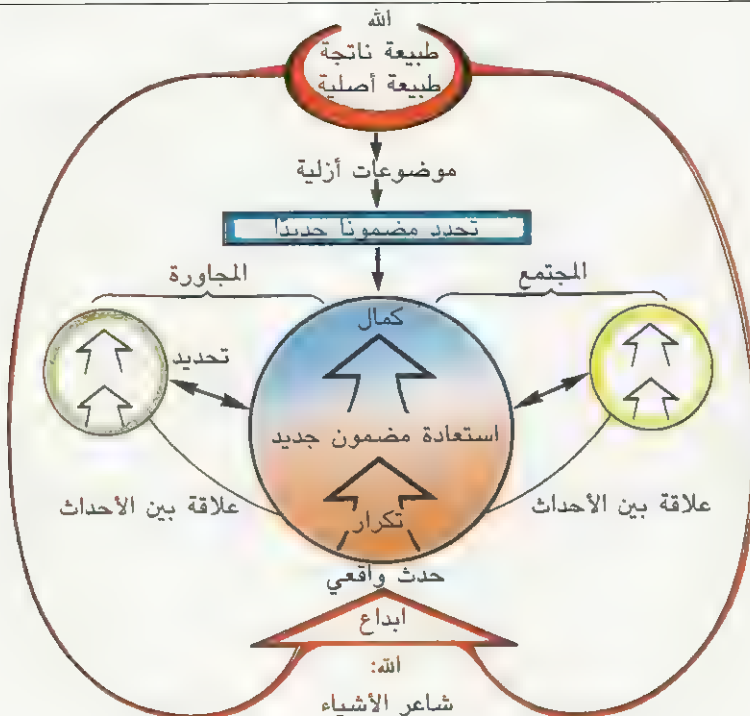 الله
طبيعة ناتجة
طبيعة أصلية
موضوعات أزلية
تحدد مضمونا جديدا
المجتمع
المجاورة
كمال
تحديد
استعادة مضمون جديد
علاقة بين الأحداث
تكرار
علاقة بين الأحداث
حدث واقعي
ابداع
الله:
شاعر الأشياء